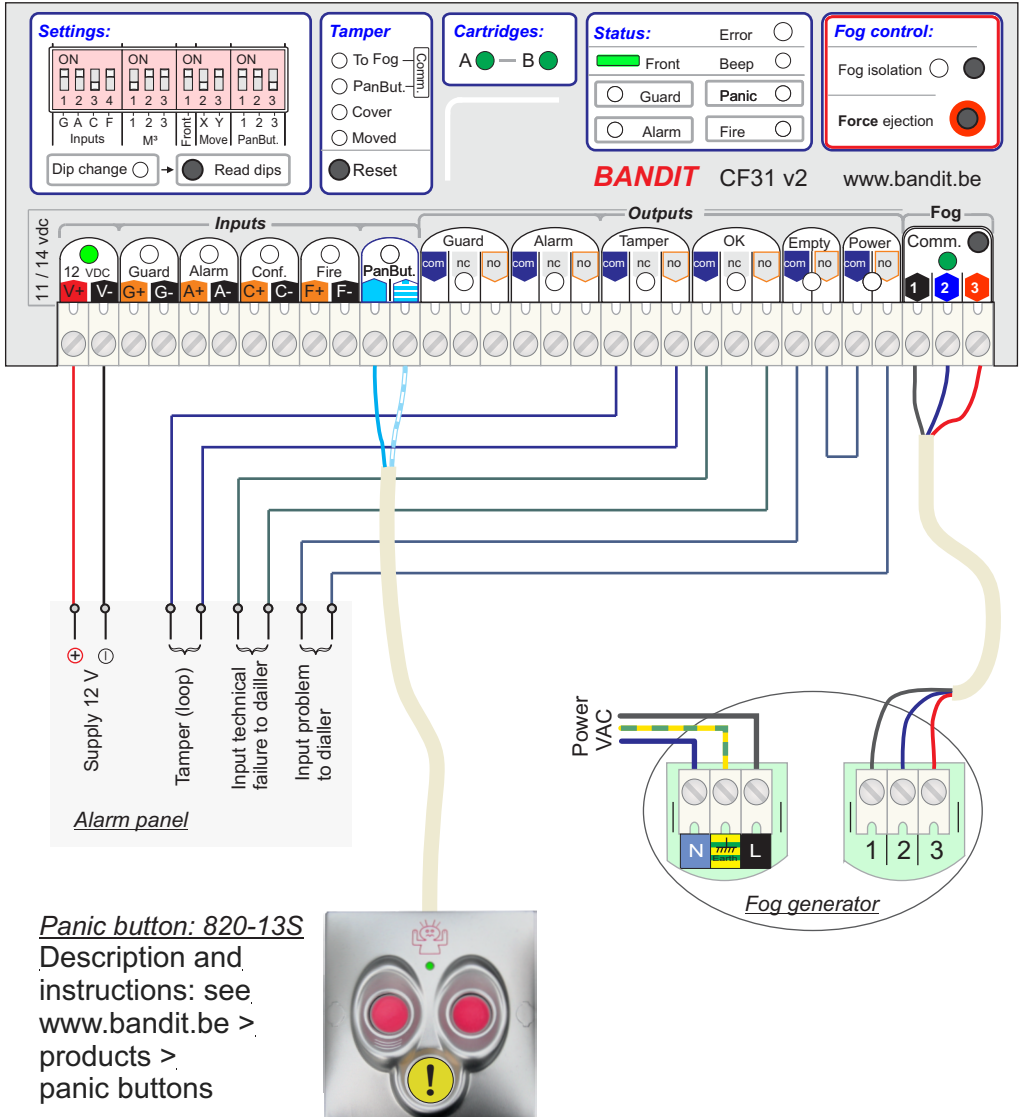 Settings:
ON ON ON ON
1 2 3 4 1 2 3 1 2 3 1 2 3
G A C F 1 2 3 Front X Y 1 2 3
Inputs M³ Move PanBut.
Dip change Read dips
Tamper
To Fog
PanBut.
Comm.
Cover
Moved
Reset
Cartridges:
A B
Status:
Error
Front Beep
Guard Panic
Alarm Fire
Fog control:
Fog isolation
Force ejection
BANDIT CF31 v2 www.bandit.be
11 / 14 vdc
Inputs
Outputs
Fog
12 VDC Guard Alarm Conf. Fire PanBut. Guard Alarm Tamper OK Empty Power Comm.
V+ V- G+ G- A+ A- C+ C- F+ F- com nc no com nc no com nc no com nc no com no com no 1 2 3
Supply 12 V
Tamper (loop)
Input technical
failure to dailler
Input problem
to dialler
Alarm panel
Power
VAC
N Earth L
1 2 3
Fog generator
Panic button: 820-13S
Description and
instructions: see
www.bandit.be >
products >
panic buttons
!